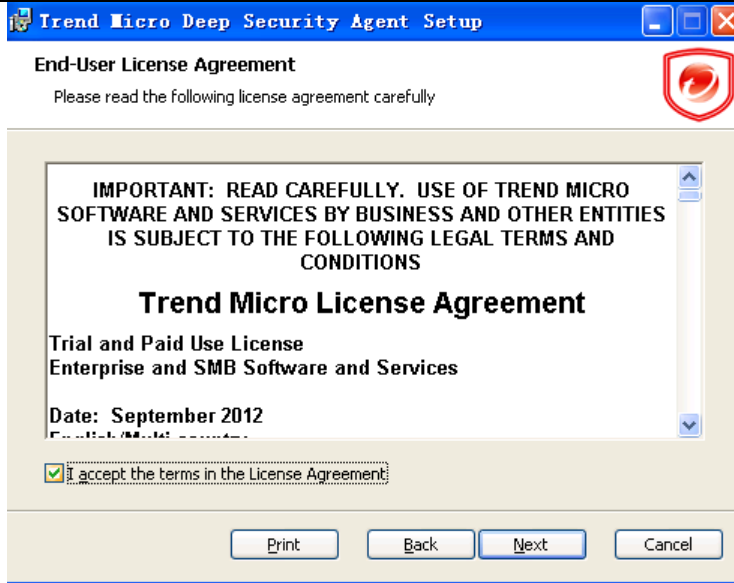 Trend Micro Deep Security Agent Setup
End-User License Agreement
Please read the following license agreement carefully
IMPORTANT: READ CAREFULLY. USE OF TREND MICRO
SOFTWARE AND SERVICES BY BUSINESS AND OTHER ENTITIES
IS SUBJECT TO THE FOLLOWING LEGAL TERMS AND
CONDITIONS
Trend Micro License Agreement
Trial and Paid Use License
Enterprise and SMB Software and Services
Date: September 2012
English/Multi-country
I accept the terms in the License Agreement
Print Back Next Cancel